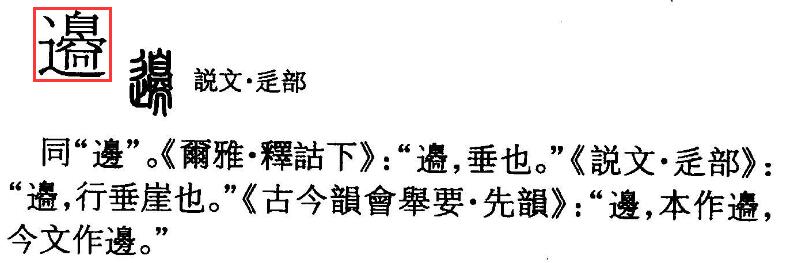 𨘢 邊 説文·辵部
同“邊”。《爾雅·釋詁下》：“𨘢，垂也。”《説文·辵部》：
“𨘢，行垂崖也。”《古今韻會舉要·先韻》：“邊，本作𨘢，
今文作邊。”